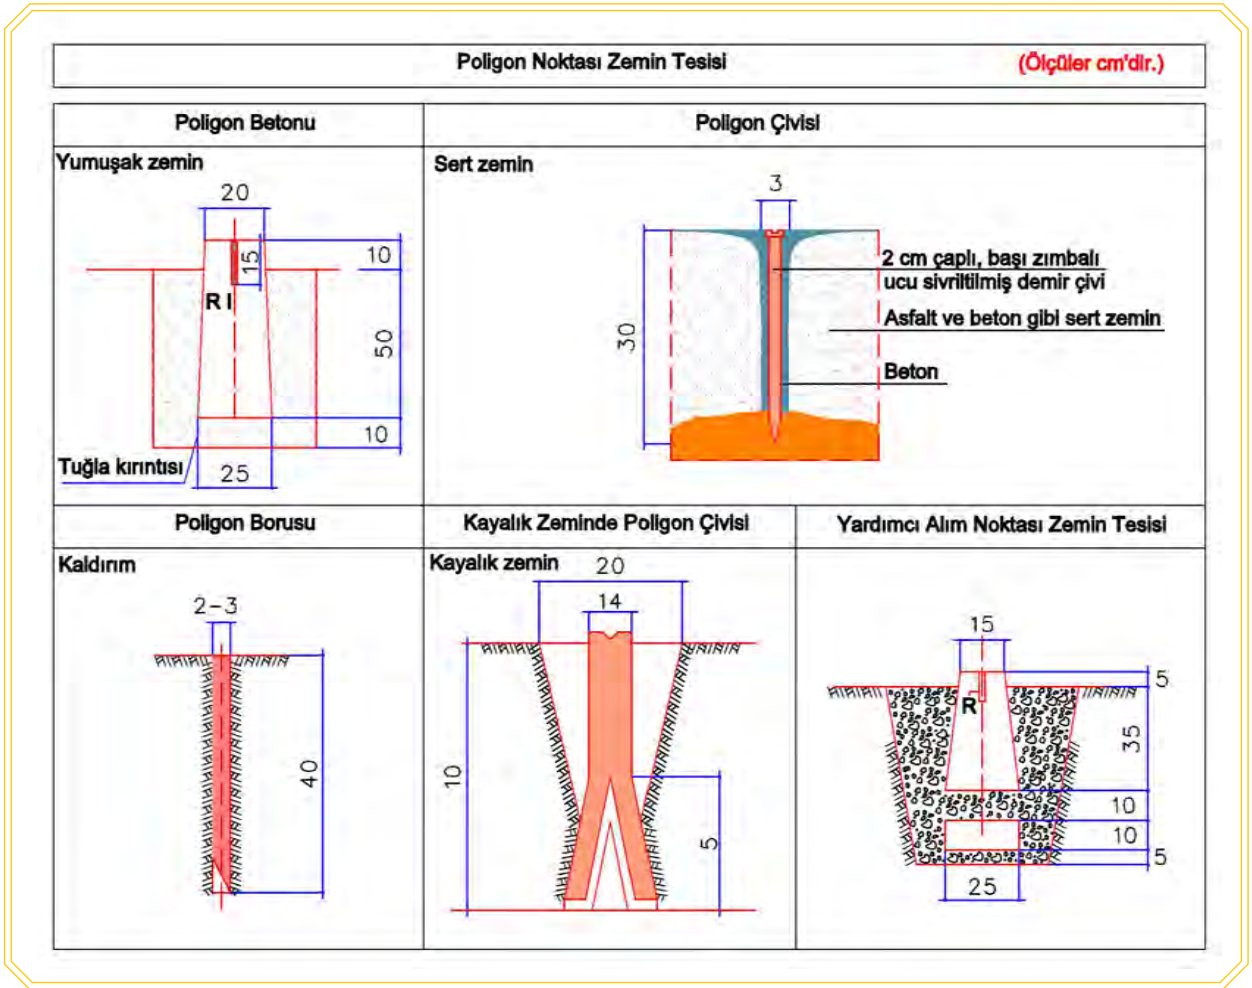 Poligon Noktası Zemin Tesisi
(Ölçüler cm'dir.)
Poligon Betonu
Poligon Çivisi
Yumuşak zemin
20
15
10
R I
50
10
Tuğla kırıntısı
25
Sert zemin
3
30
2 cm çaplı, başı zımbalı
ucu sivriltilmiş demir çivi
Asfalt ve beton gibi sert zemin
Beton
Poligon Borusu
Kayalık Zeminde Poligon Çivisi
Yardımcı Alım Noktası Zemin Tesisi
Kaldırım
2-3
40
Kayalık zemin
20
14
10
5
15
5
R
35
10
10
5
25